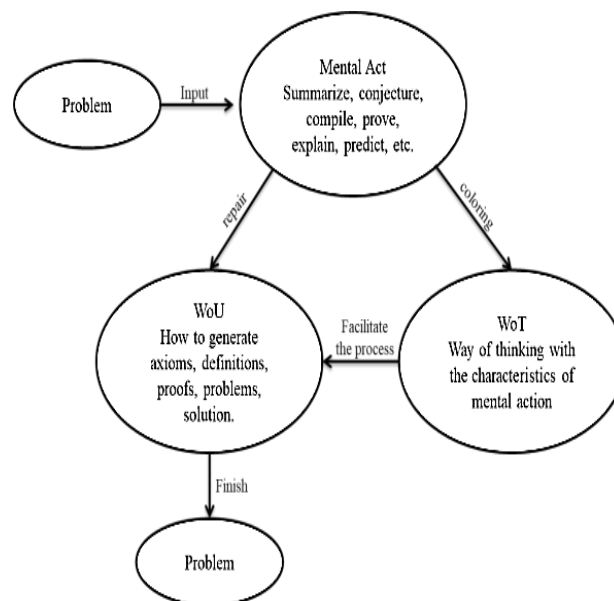 Mental Act
Summarize, conjecture,
compile, prove,
explain, predict, etc.
Problem
Input
repair
coloring
WoU
How to generate
axioms, definitions,
proofs, problems,
solution.
Facilitate
the process
WoT
Way of thinking with
the characteristics of
mental action
Finish
Problem